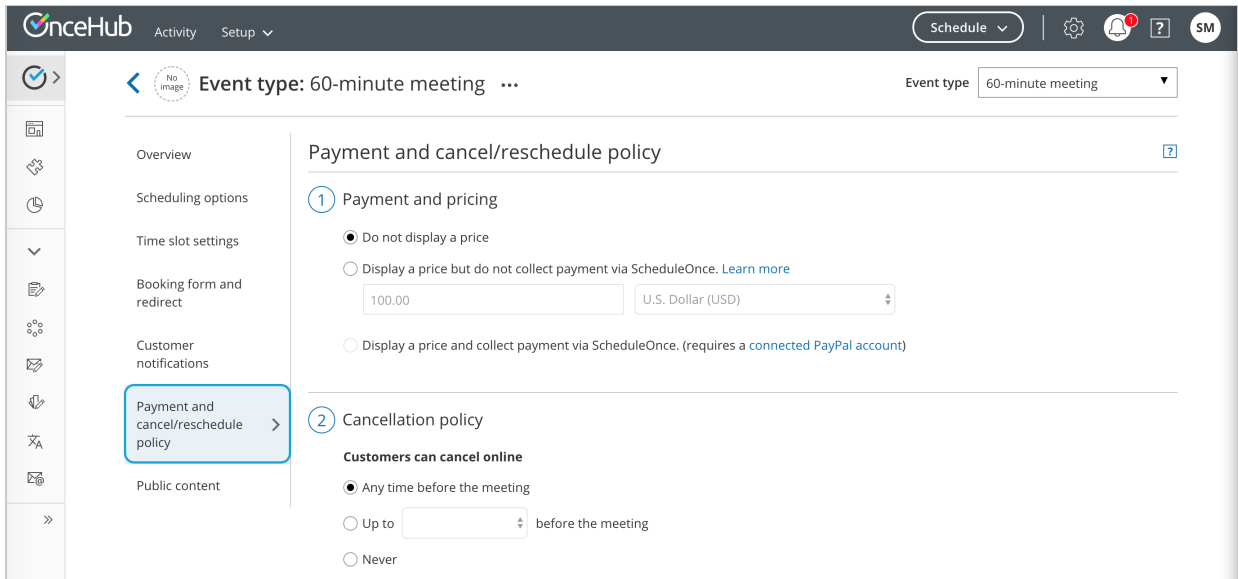 OnceHub
Activity
Setup
Schedule
1
?
SM
No image
Event type: 60-minute meeting
Event type
60-minute meeting
Overview
Scheduling options
Time slot settings
Booking form and
redirect
Customer
notifications
Payment and
cancel/reschedule
policy
Public content
Payment and cancel/reschedule policy
?
1 Payment and pricing
Do not display a price
Display a price but do not collect payment via ScheduleOnce. Learn more
100.00
U.S. Dollar (USD)
Display a price and collect payment via ScheduleOnce. (requires a connected PayPal account)
2 Cancellation policy
Customers can cancel online
Any time before the meeting
Up to before the meeting
Never